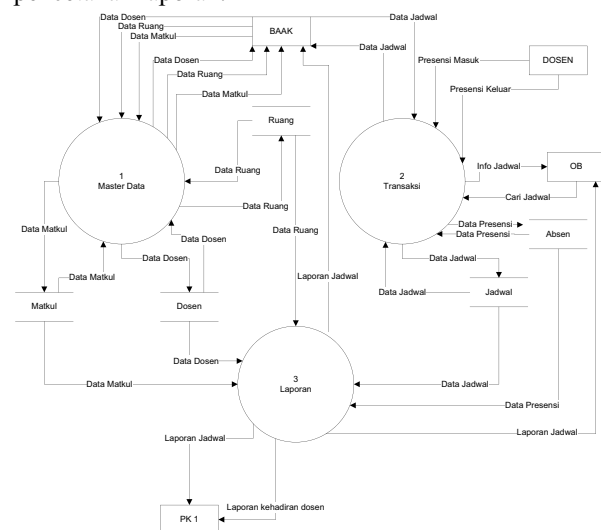 Data Dosen
Data Ruang
Data Matkul
BAAK
Data Jadwal
Data Jadwal
Data Dosen
Data Ruang
Data Matkul
Presensi Masuk
DOSEN
Presensi Keluar
Ruang
1
Master Data
Data Ruang
Data Ruang
2
Transaksi
Info Jadwal
OB
Cari Jadwal
Data Matkul
Data Dosen
Data Ruang
Data Presensi
Data Presensi
Absen
Data Dosen
Data Matkul
Laporan Jadwal
Data Jadwal
Data Jadwal
Matkul
Dosen
Jadwal
Data Dosen
3
Laporan
Data Matkul
Data Jadwal
Data Presensi
Laporan Jadwal
Laporan Jadwal
Laporan kehadiran dosen
PK 1